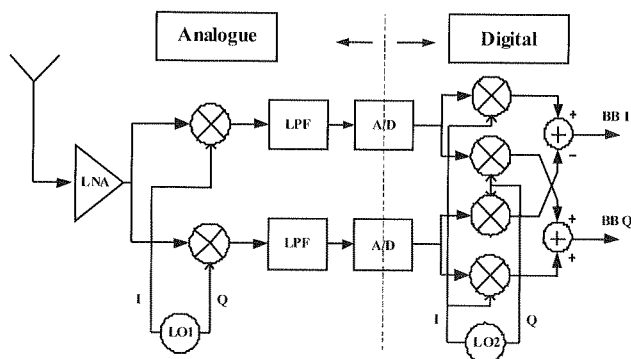 Analogue
Digital
LPF
A/D
+
BB I
−
LNA
LPF
A/D
+
BB Q
+
I
Q
LO1
I
Q
LO2